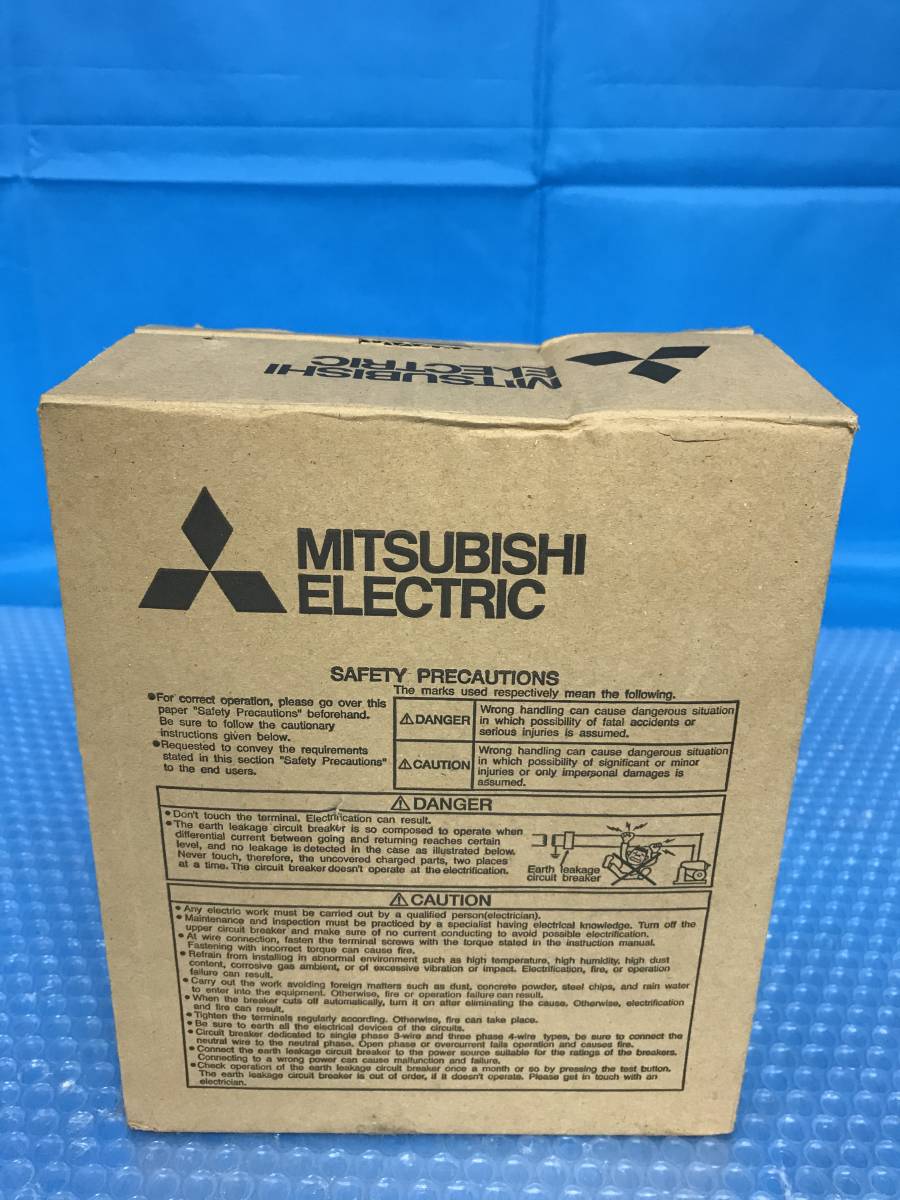 MITSUBISHI
ELECTRIC
MITSUBISHI
ELECTRIC
SAFETY PRECAUTIONS
●For correct operation, please go over this
paper "Safety Precautions" beforehand.
Be sure to follow the cautionary
instructions given below.
●Requested to convey the requirements
stated in this section "Safety Precautions"
to the end users.
The marks used respectively mean the following.
⚠DANGER
Wrong handling can cause dangerous situation
in which possibility of fatal accidents or
serious injuries is assumed.
⚠CAUTION
Wrong handling can cause dangerous situation
in which possibility of significant or minor
injuries or only impersonal damages is
assumed.
⚠DANGER
●Don't touch the terminal. Electrification can result.
●The earth leakage circuit breaker is so composed to operate when
differential current between going and returning reaches certain
level, and no leakage is detected in the case as illustrated below.
Never touch, therefore, the uncovered charged parts, two places
at a time. The circuit breaker doesn't operate at the electrification.
Earth leakage
circuit breaker
⚠CAUTION
●Any electric work must be carried out by a qualified person(electrician).
●Maintenance and inspection must be practiced by a specialist having electrical knowledge. Turn off the
upper circuit breaker and make sure of no current conducting to avoid possible electrification.
●At wire connection, fasten the terminal screws with the torque stated in the instruction manual.
Fastening with incorrect torque can cause fire.
●Refrain from installing in abnormal environment such as high temperature, high humidity, high dust
content, corrosive gas ambient, or of excessive vibration or impact. Electrification, fire, or operation
failure can result.
●Carry out the work avoiding foreign matters such as dust, concrete powder, steel chips, and rain water
to enter into the equipment. Otherwise, fire or operation failure can result.
●When the breaker cuts off automatically, turn it on after eliminating the cause. Otherwise, electrification
and fire can result.
●Tighten the terminals regularly according. Otherwise, fire can take place.
●Be sure to earth all the electrical devices of the circuits.
●Circuit breaker dedicated to single phase 3-wire and three phase 4-wire types, be sure to connect the
neutral wire to the neutral phase. Open phase or overcurrent fails operation and causes fire.
●Connect the earth leakage circuit breaker to the power source suitable for the ratings of the breakers.
Connecting to a wrong power can cause malfunction and failure.
●Check operation of the earth leakage circuit breaker once a month or so by pressing the test button.
The earth leakage circuit breaker is out of order, if it doesn't operate. Please get in touch with an
electrician.